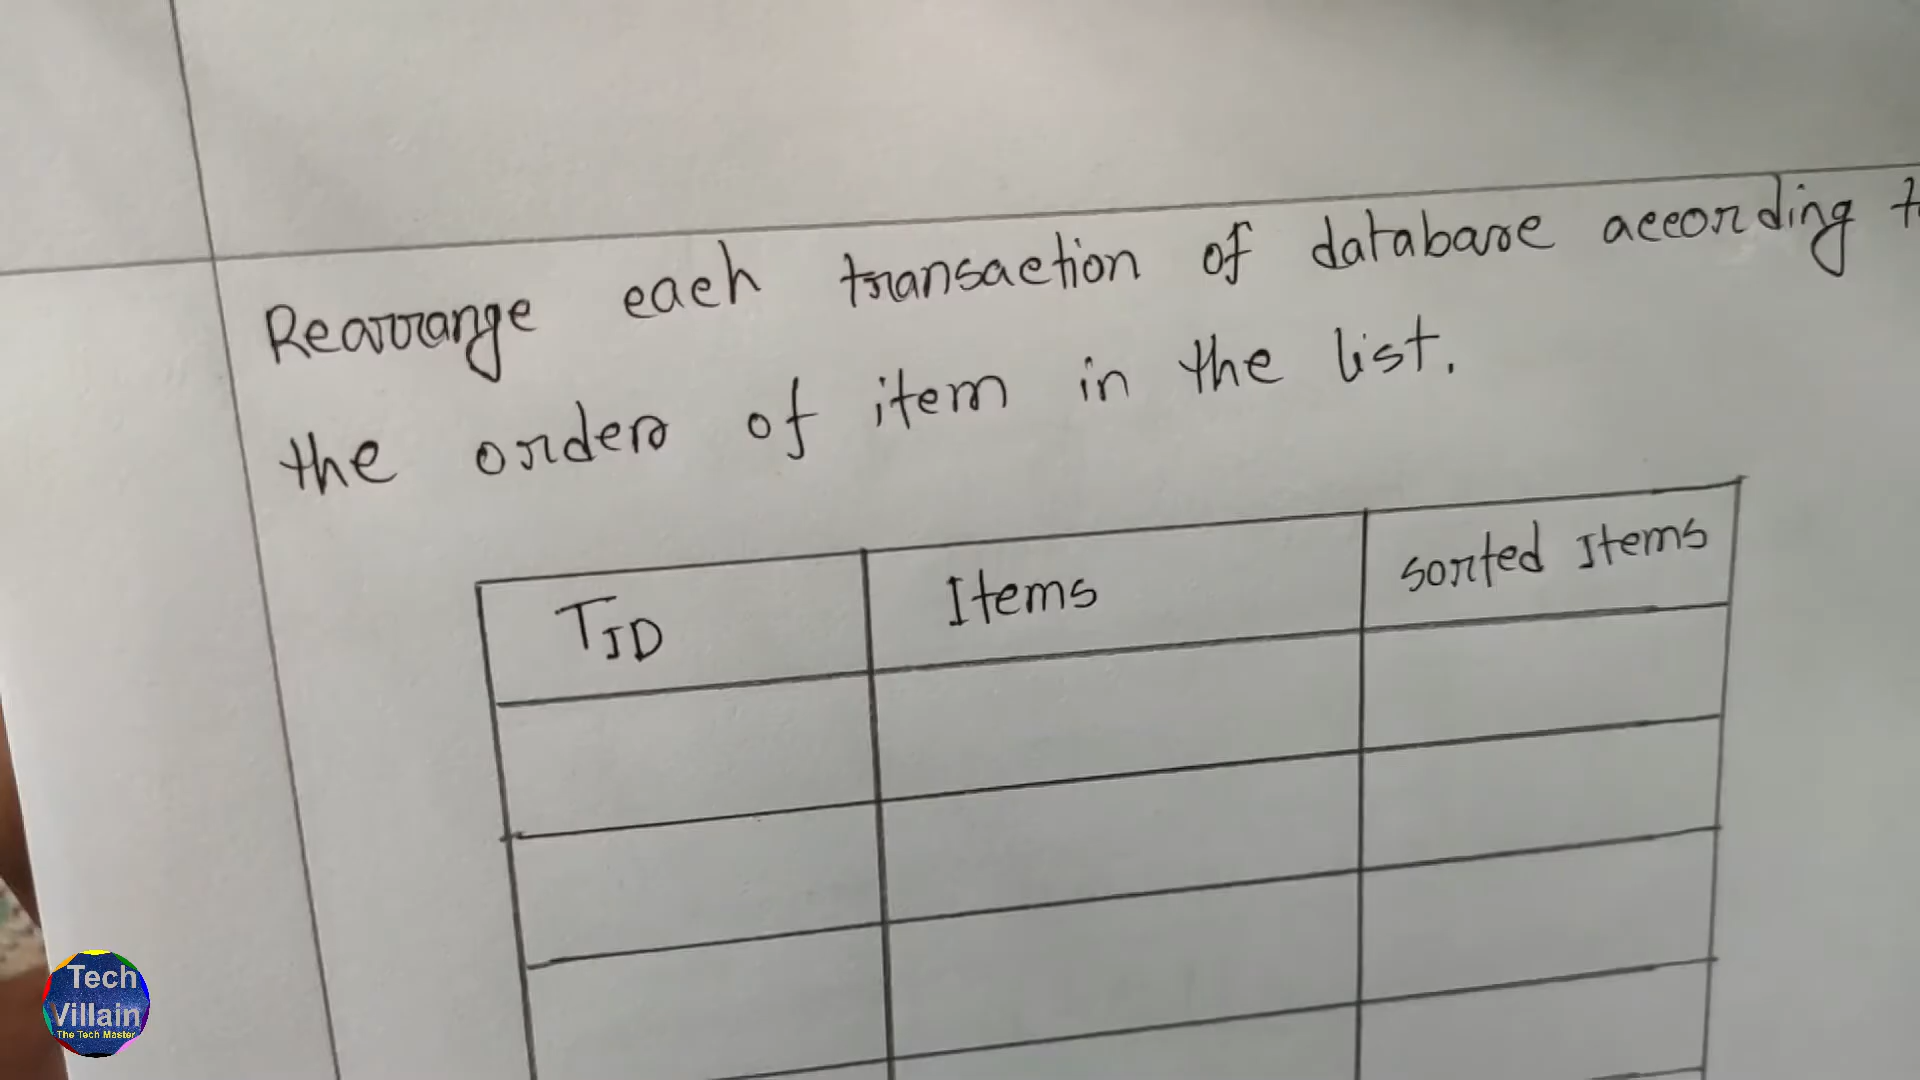 Rearrange each transaction of database according
the order of item in the list.
TID Items Sorted Items
Tech
Villain
The Tech Master